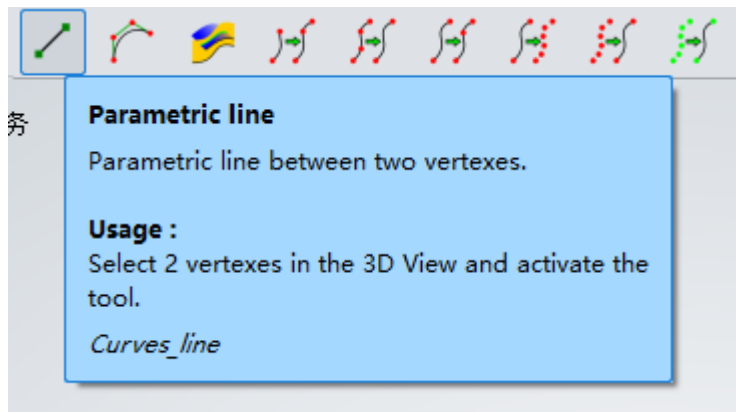 务
Parametric line
Parametric line between two vertexes.
Usage :
Select 2 vertexes in the 3D View and activate the
tool.
Curves_line